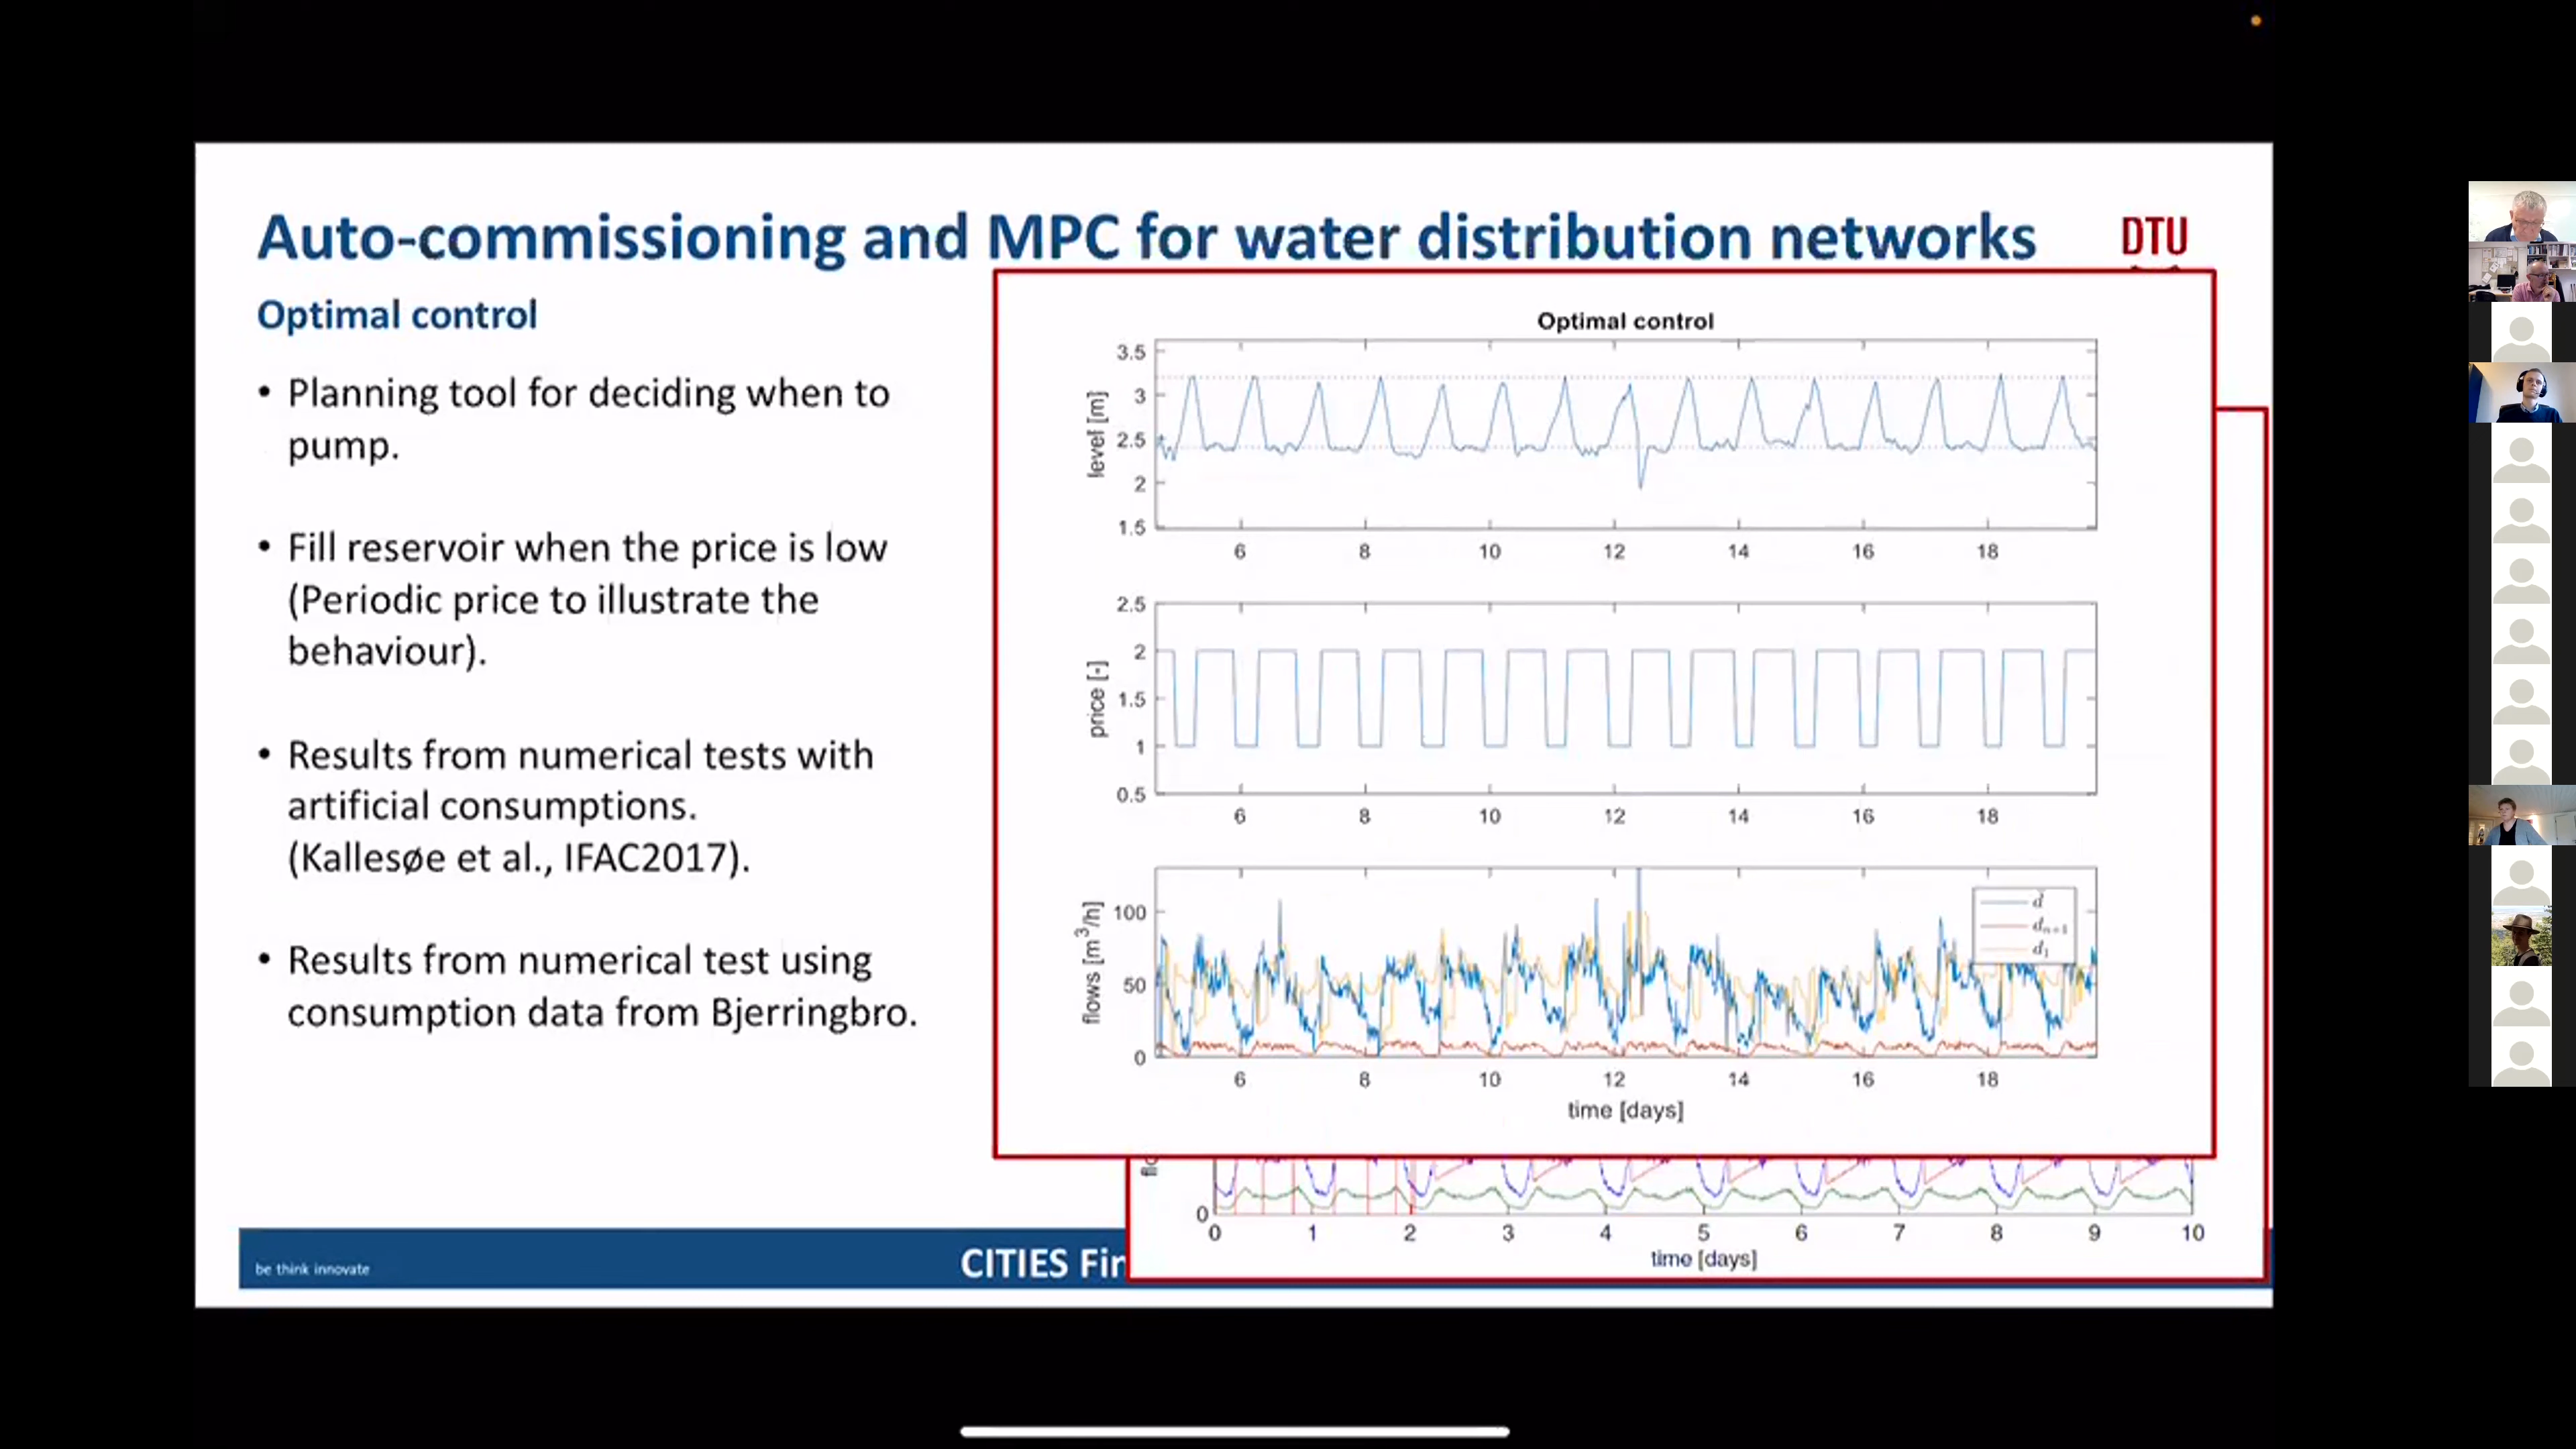 Auto-commissioning and MPC for water distribution networks
DTU
Optimal control
• Planning tool for deciding when to
pump.
• Fill reservoir when the price is low
(Periodic price to illustrate the
behaviour).
• Results from numerical tests with
artificial consumptions.
(Kallesøe et al., IFAC2017).
• Results from numerical test using
consumption data from Bjerringbro.
Optimal control
level [m]
3.5
3
2.5
2
1.5
6 8 10 12 14 16 18
price [-]
2.5
2
1.5
1
0.5
6 8 10 12 14 16 18
flows [m³/h]
100
50
0
d
dₙ₊₁
d₁
6 8 10 12 14 16 18
time [days]
0
0 1 2 3 4 5 6 7 8 9 10
time [days]
be think innovate
CITIES Fin